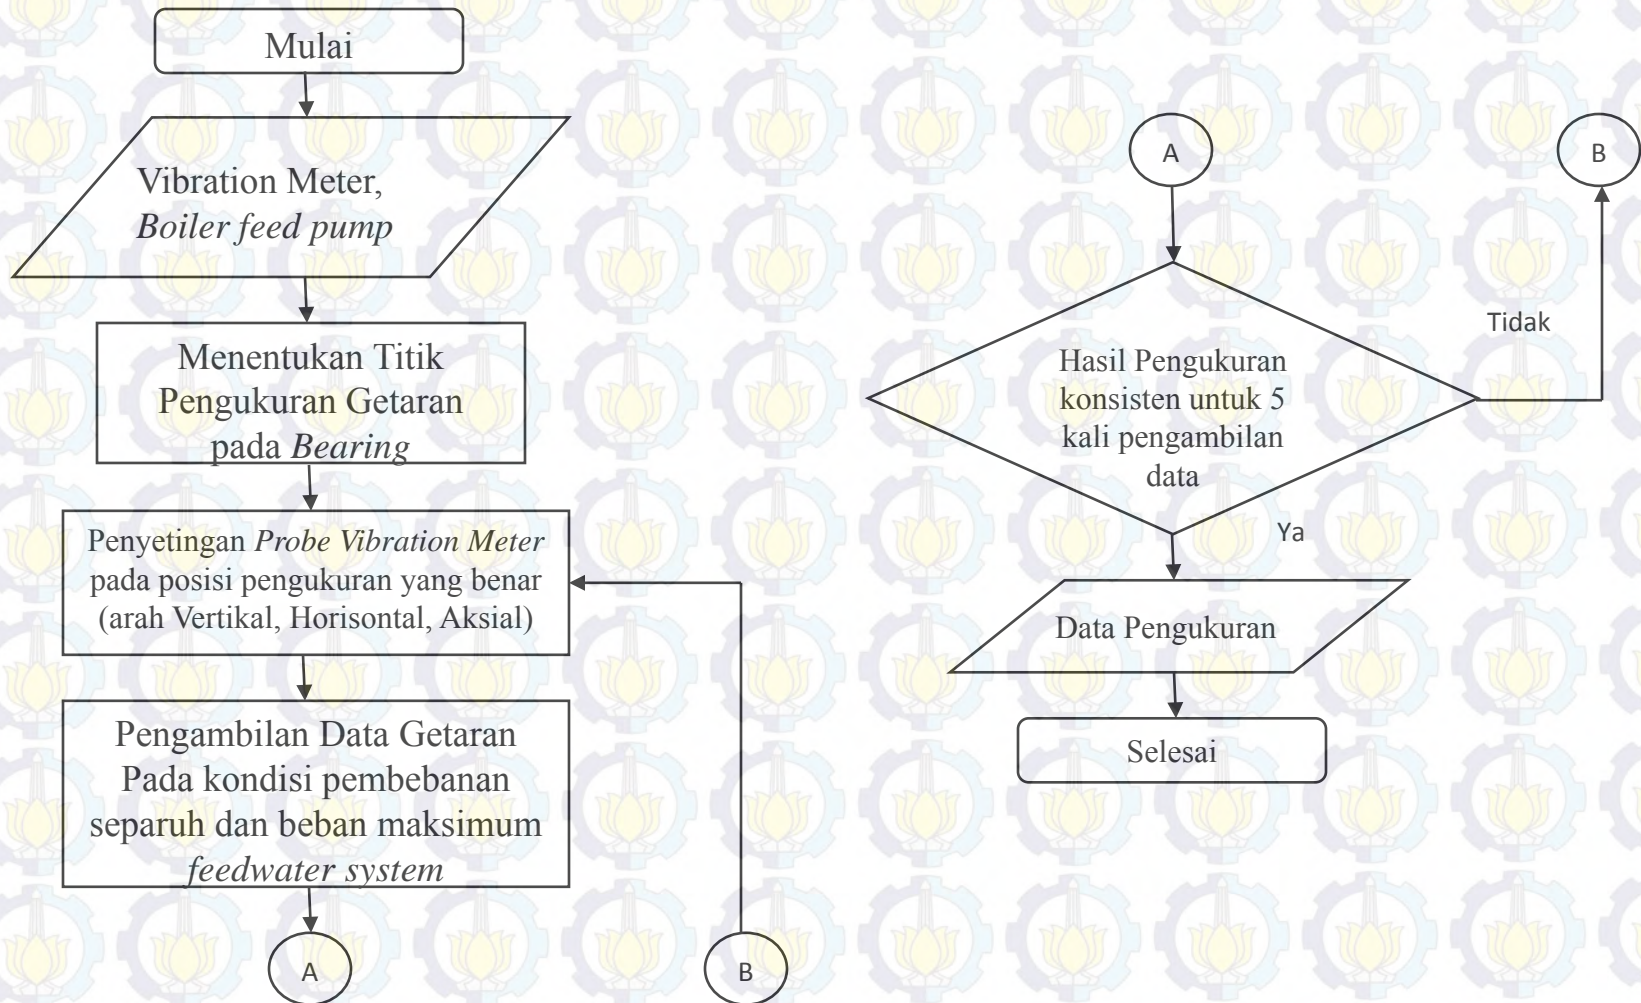 Mulai
Vibration Meter,
Boiler feed pump
Menentukan Titik
Pengukuran Getaran
pada Bearing
Penyetingan Probe Vibration Meter
pada posisi pengukuran yang benar
(arah Vertikal, Horisontal, Aksial)
Pengambilan Data Getaran
Pada kondisi pembebanan
separuh dan beban maksimum
feedwater system
A
B
A
B
Tidak
Hasil Pengukuran
konsisten untuk 5
kali pengambilan
data
Ya
Data Pengukuran
Selesai